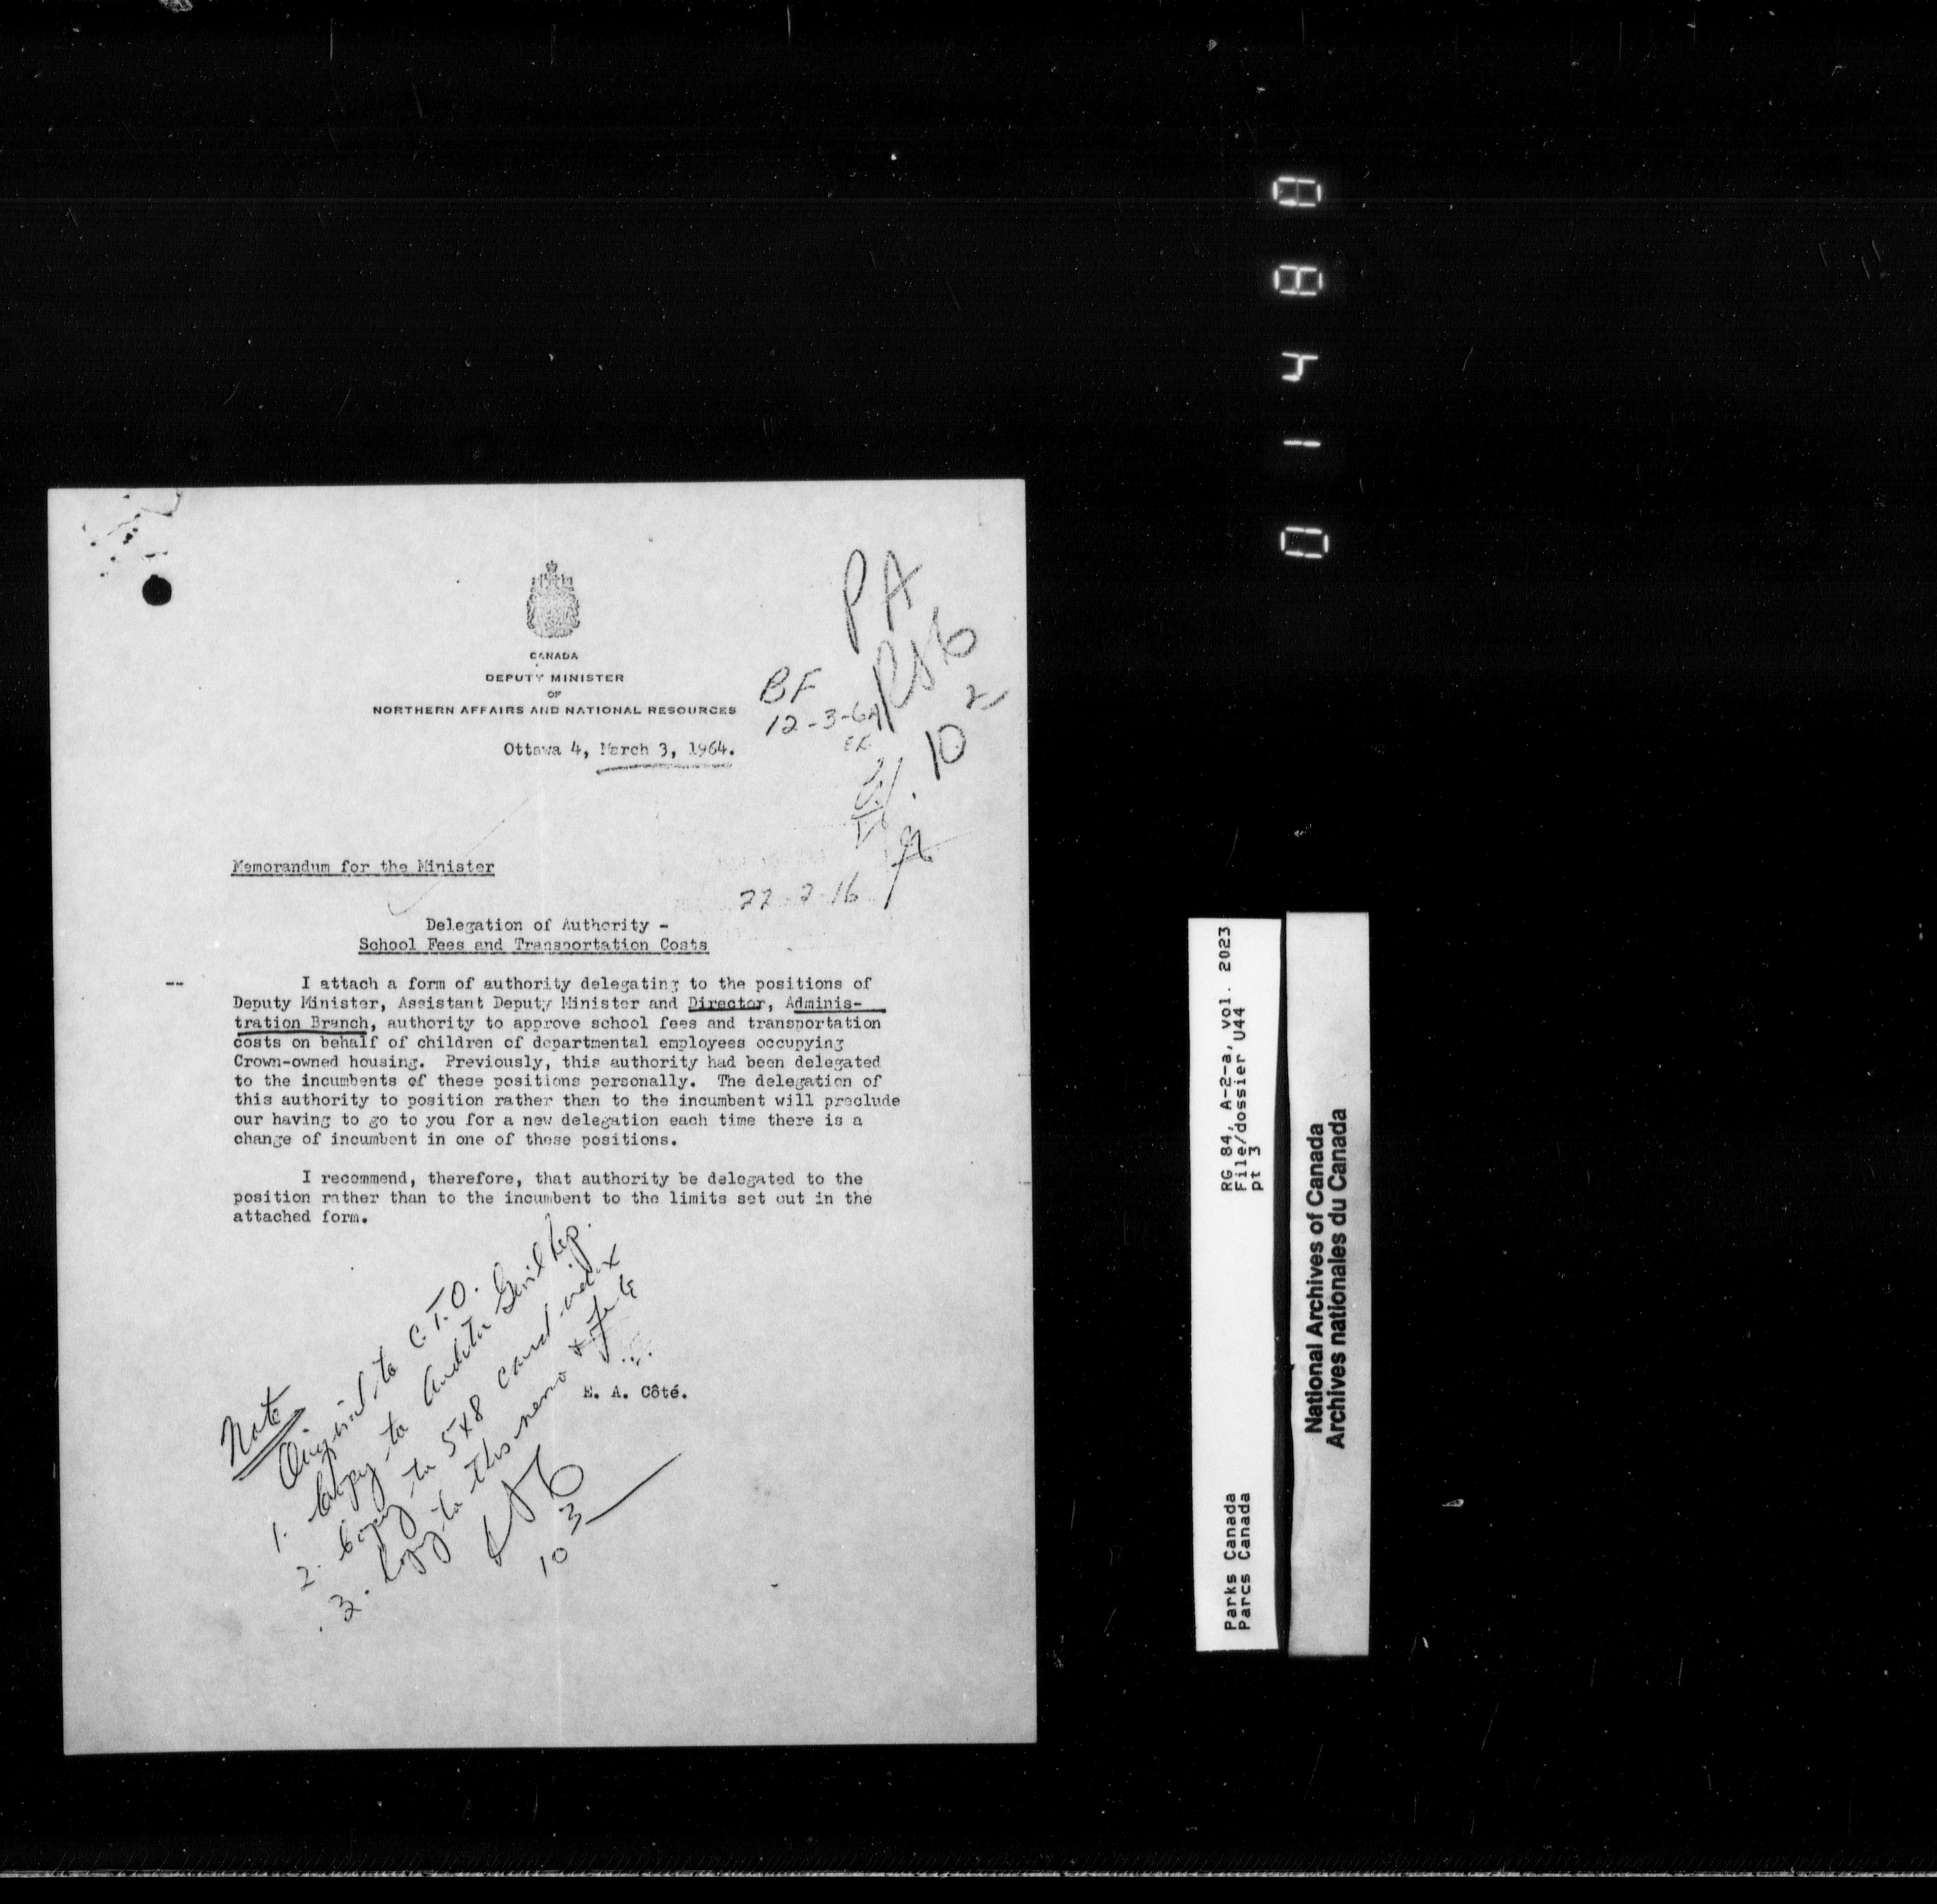 CANADA
DEPUTY MINISTER
OF
NORTHERN AFFAIRS AND NATIONAL RESOURCES
Ottawa 4, March 3, 1964.
PA
BF
12-3-64
10
22-2-16
Memorandum for the Minister
Delegation of Authority -
School Fees and Transportation Costs
--
I attach a form of authority delegating to the positions of
Deputy Minister, Assistant Deputy Minister and Director, Adminis-
tration Branch, authority to approve school fees and transportation
costs on behalf of children of departmental employees occupying
Crown-owned housing. Previously, this authority had been delegated
to the incumbents of these positions personally. The delegation of
this authority to position rather than to the incumbent will preclude
our having to go to you for a new delegation each time there is a
change of incumbent in one of these positions.
I recommend, therefore, that authority be delegated to the
position rather than to the incumbent to the limits set out in the
attached form.
E. A. Côté.
Note
Original to C.T.O.
1. Copy to Auditor Genl Rep.
2. Copy to 5x8 card index
3. Copy to this memo &
10 3
RG 84, A-2-a, vol. 2023
File/dossier U44
pt 3
Parks Canada
Parcs Canada
National Archives of Canada
Archives nationales du Canada